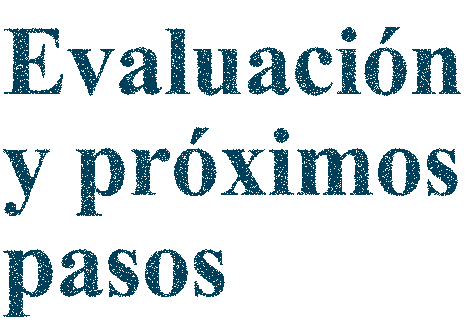 Evaluación
y próximos
pasos